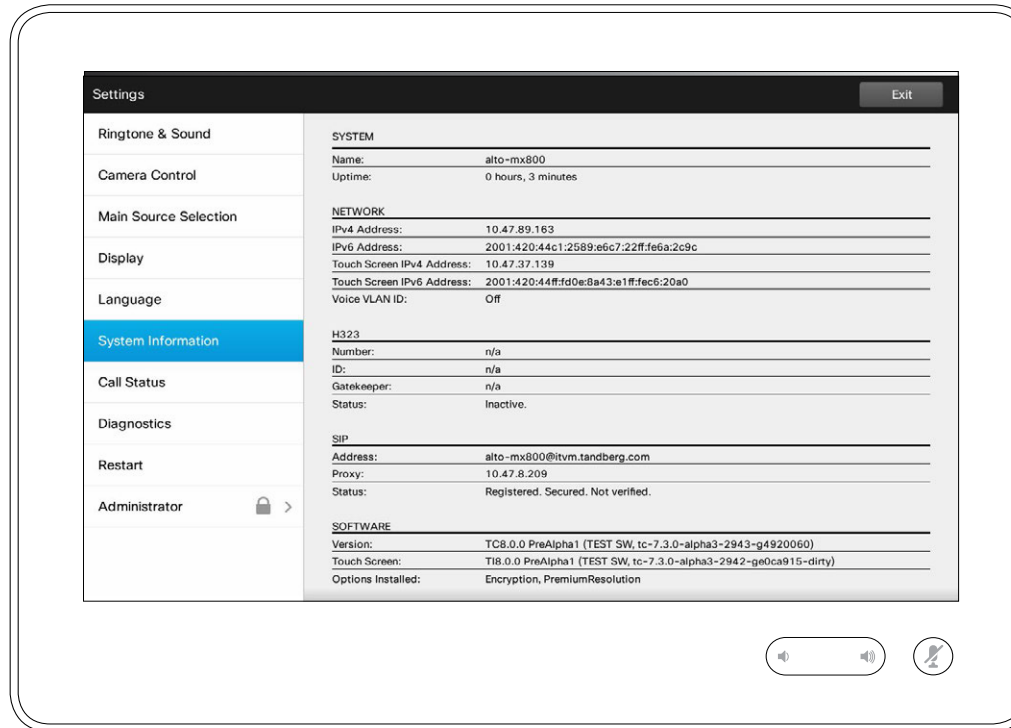 Settings
Exit
Ringtone & Sound
Camera Control
Main Source Selection
Display
Language
System Information
Call Status
Diagnostics
Restart
Administrator
SYSTEM
Name: alto-mx800
Uptime: 0 hours, 3 minutes
NETWORK
IPv4 Address: 10.47.89.163
IPv6 Address: 2001:420:44c1:2589:e6c7:22ff:fe6a:2c9c
Touch Screen IPv4 Address: 10.47.37.139
Touch Screen IPv6 Address: 2001:420:44ff:fd0e:8a43:e1ff:fec6:20a0
Voice VLAN ID: Off
H323
Number: n/a
ID: n/a
Gatekeeper: n/a
Status: Inactive.
SIP
Address: alto-mx800@itvm.tandberg.com
Proxy: 10.47.8.209
Status: Registered. Secured. Not verified.
SOFTWARE
Version: TC8.0.0 PreAlpha1 (TEST SW, tc-7.3.0-alpha3-2943-g4920060)
Touch Screen: TI8.0.0 PreAlpha1 (TEST SW, tc-7.3.0-alpha3-2942-ge0ca915-dirty)
Options Installed: Encryption, PremiumResolution